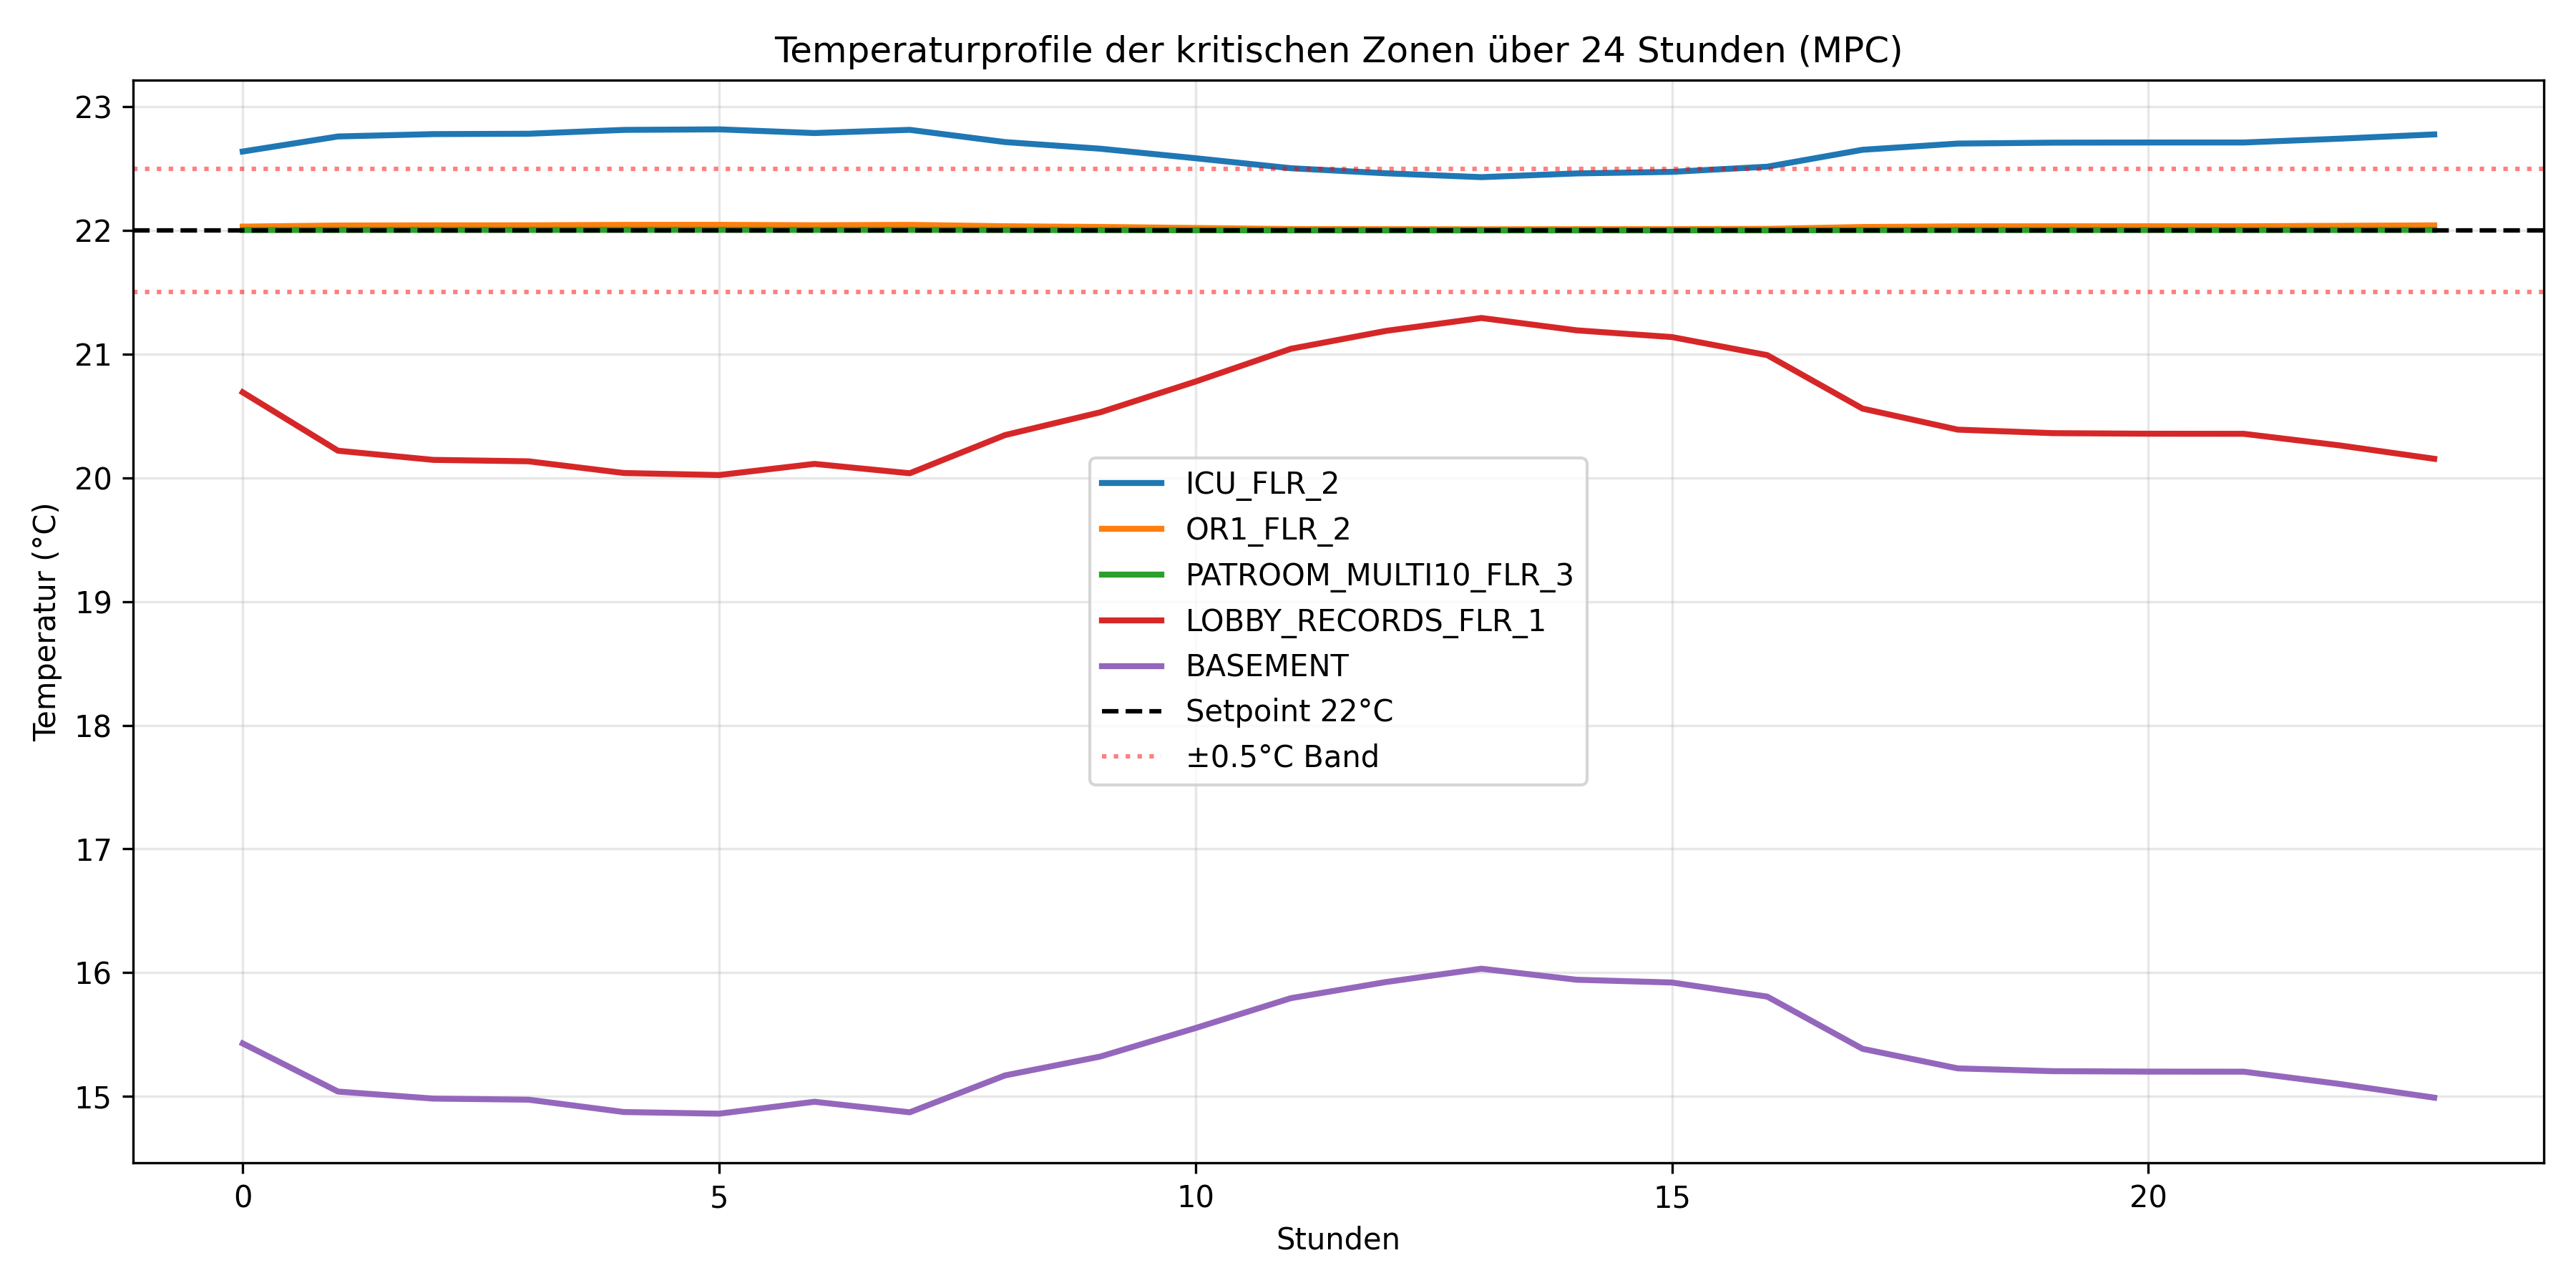 Temperaturprofile der kritischen Zonen über 24 Stunden (MPC)
Temperatur (°C)
23
22
21
20
19
18
17
16
15
ICU_FLR_2
OR1_FLR_2
PATROOM_MULTI10_FLR_3
LOBBY_RECORDS_FLR_1
BASEMENT
Setpoint 22°C
±0.5°C Band
0 5 10 15 20
Stunden